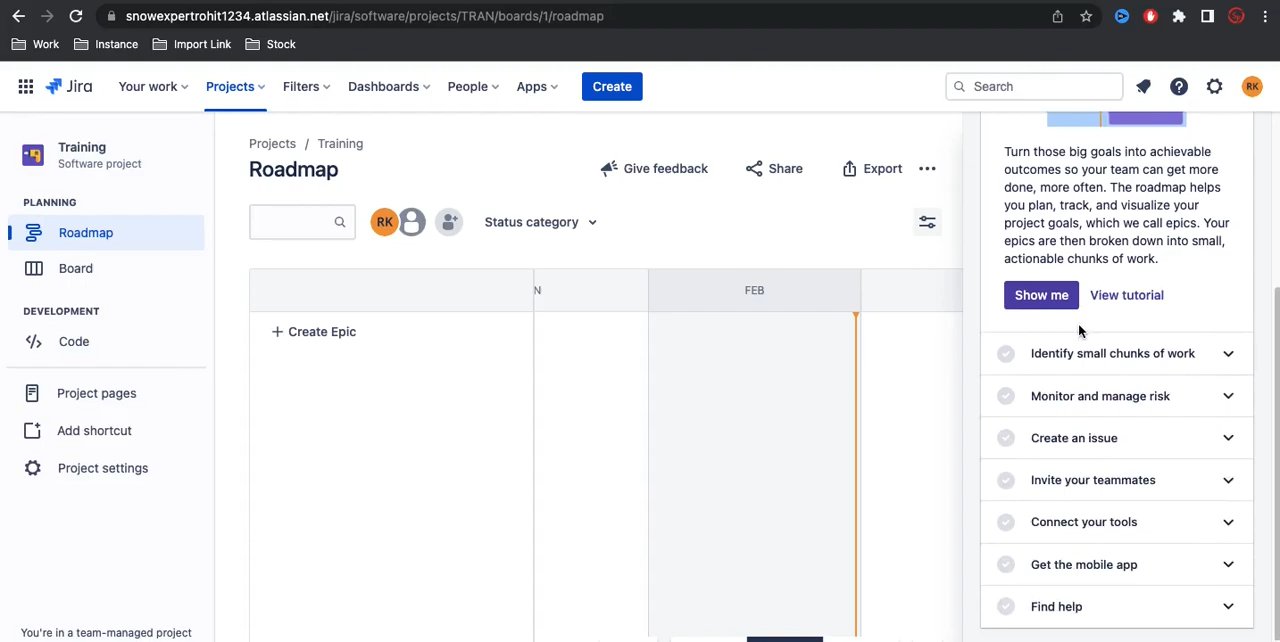 snowexpertrohit1234.atlassian.net/jira/software/projects/TRAN/boards/1/roadmap
Work Instance Import Link Stock
Jira Your work Projects Filters Dashboards People Apps Create Search RK
Training
Software project
PLANNING
Roadmap
Board
DEVELOPMENT
Code
Project pages
Add shortcut
Project settings
You're in a team-managed project
Projects / Training
Roadmap
Give feedback Share Export
RK Status category
N FEB
+ Create Epic
Turn those big goals into achievable
outcomes so your team can get more
done, more often. The roadmap helps
you plan, track, and visualize your
project goals, which we call epics. Your
epics are then broken down into small,
actionable chunks of work.
Show me View tutorial
Identify small chunks of work
Monitor and manage risk
Create an issue
Invite your teammates
Connect your tools
Get the mobile app
Find help